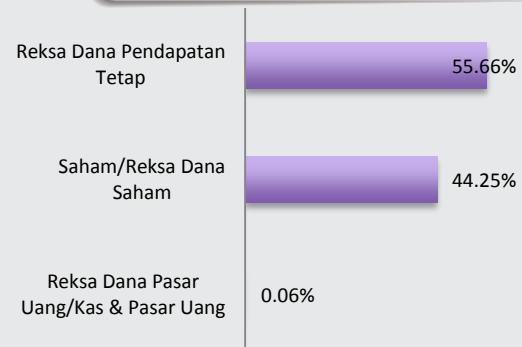 Reksa Dana Pendapatan
Tetap
55.66%
Saham/Reksa Dana
Saham
44.25%
Reksa Dana Pasar
Uang/Kas & Pasar Uang
0.06%